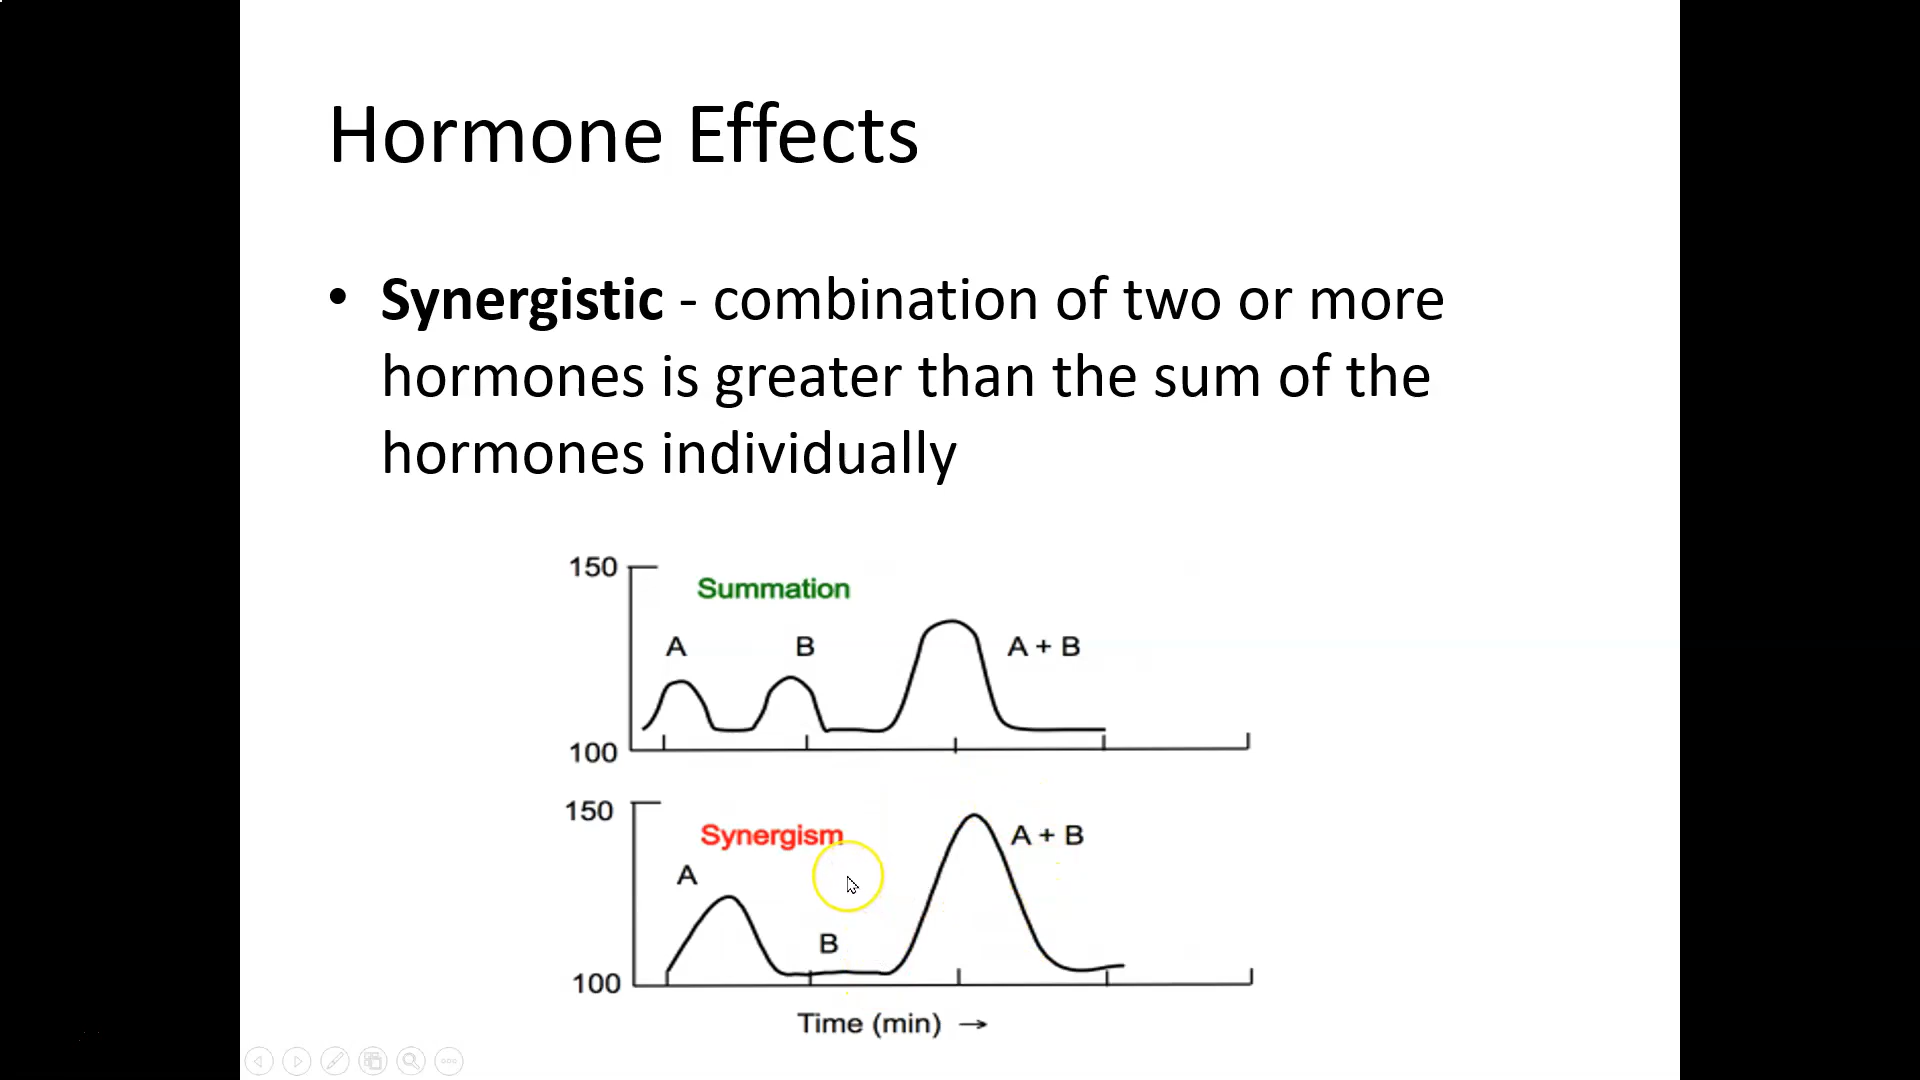 Hormone Effects
• Synergistic - combination of two or more
hormones is greater than the sum of the
hormones individually
150
Summation
A B A + B
100
150
Synergism
A + B
A
B
100
Time (min) →